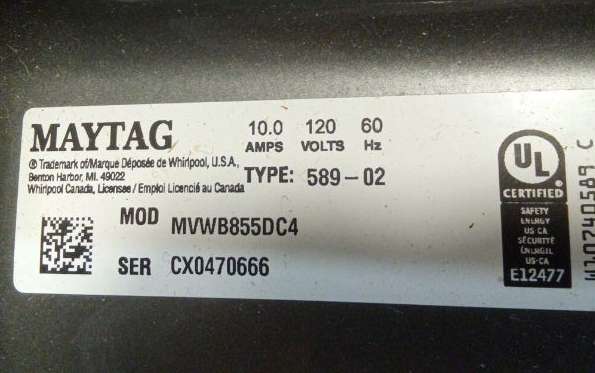 MAYTAG
® Trademark of/Marque Déposée de Whirlpool, U.S.A.,
Benton Harbor, MI. 49022
Whirlpool Canada, Licensee / Emploi Licencié au Canada
10.0 120 60
AMPS VOLTS Hz
TYPE: 589-02
MOD MVWB855DC4
SER CX0470666
UL
CERTIFIED
SAFETY
ENERGY
US-CA
SÉCURITÉ
ÉNERGIE
US-CA
E12477
W10740589 C